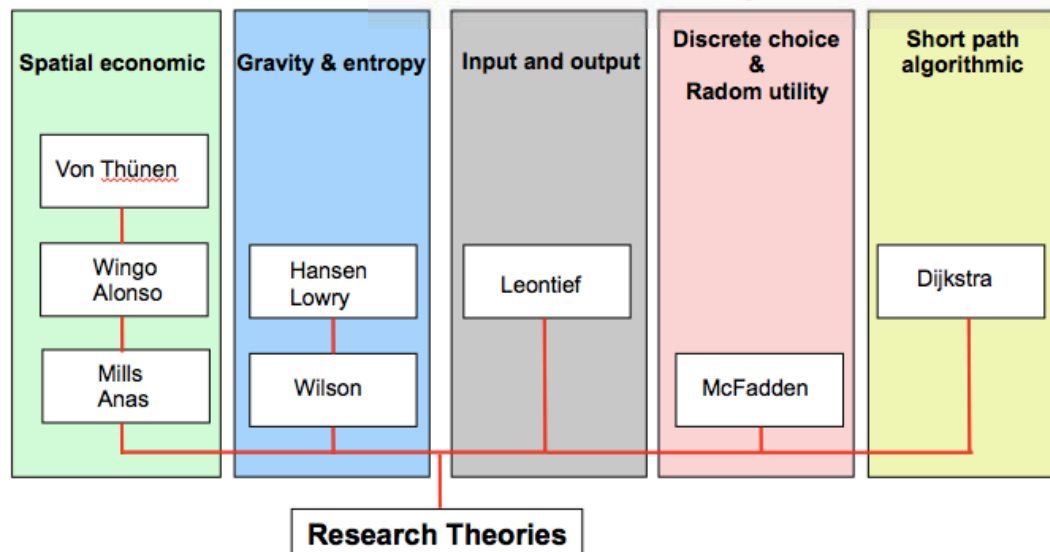 Spatial economic
Gravity & entropy
Input and output
Discrete choice
&
Radom utility
Short path
algorithmic
Von Thünen
Wingo
Alonso
Hansen
Lowry
Leontief
Dijkstra
Mills
Anas
Wilson
McFadden
Research Theories